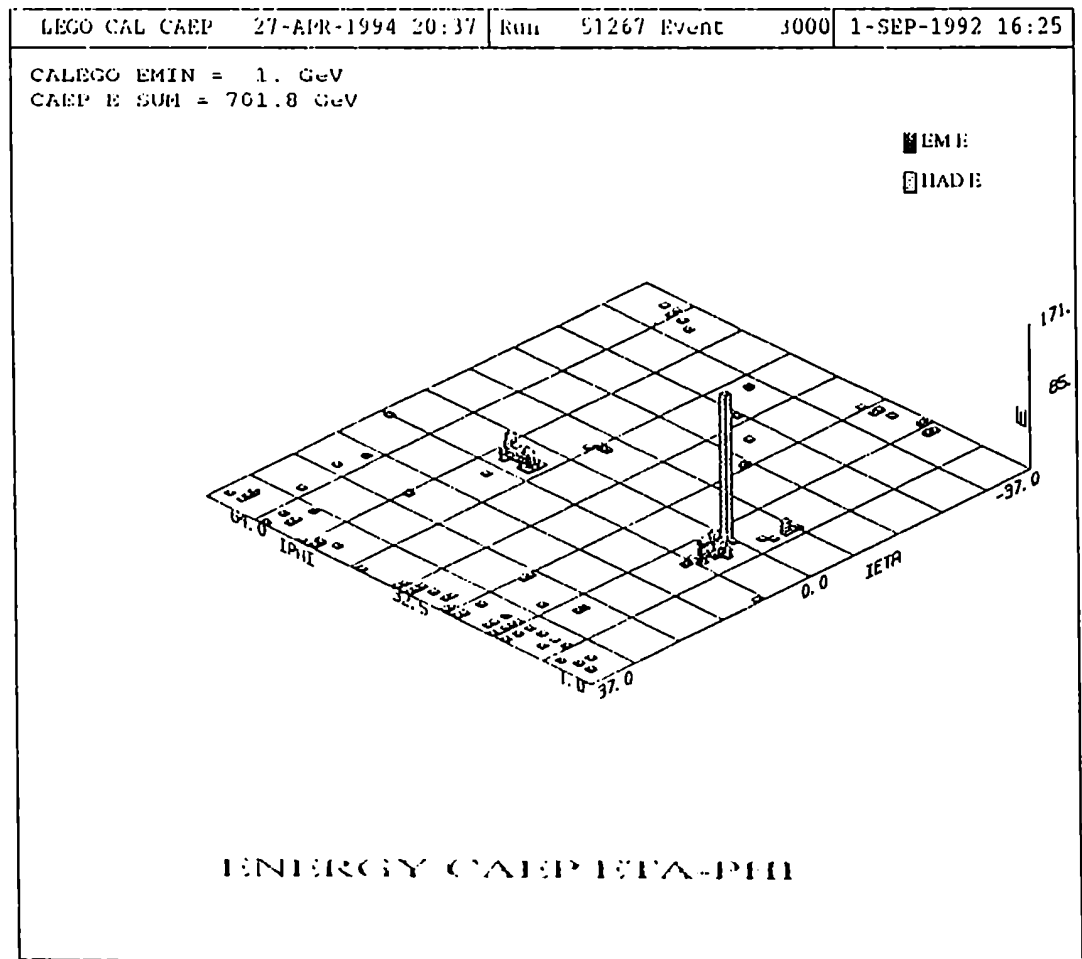 LEGO CAL CAEP 27-APR-1994 20:37 Run 51267 Event 3000 1-SEP-1992 16:25
CALEGO EMIN = 1. GeV
CAEP E SUM = 701.8 GeV
EM E
HAD E
171.
85.
E
-37.0
64.0
IPHI
IETA
0.0
32.5
1.0
37.0
ENERGY CAEP ETA-PHI